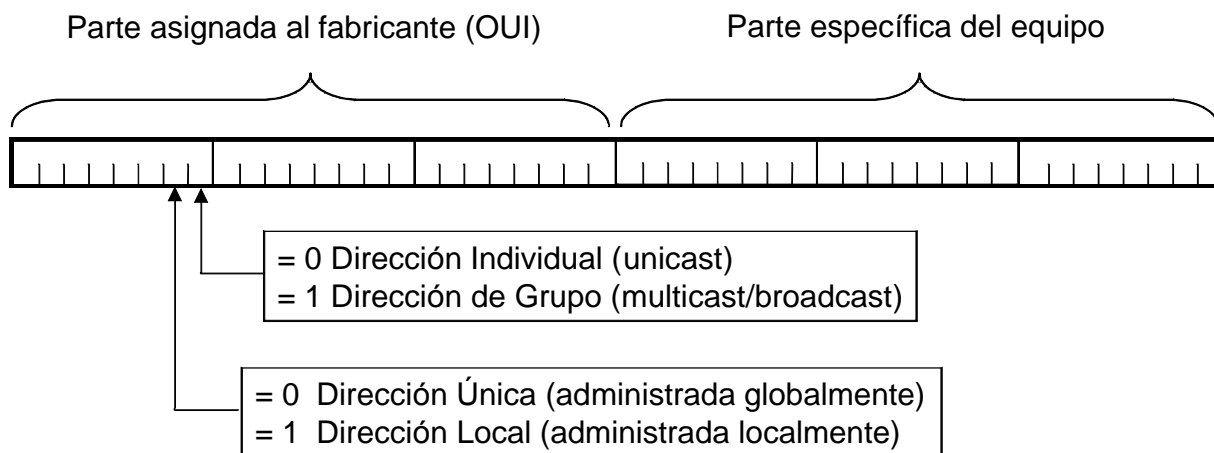 Parte asignada al fabricante (OUI)
Parte específica del equipo
= 0 Dirección Individual (unicast)
= 1 Dirección de Grupo (multicast/broadcast)
= 0 Dirección Única (administrada globalmente)
= 1 Dirección Local (administrada localmente)